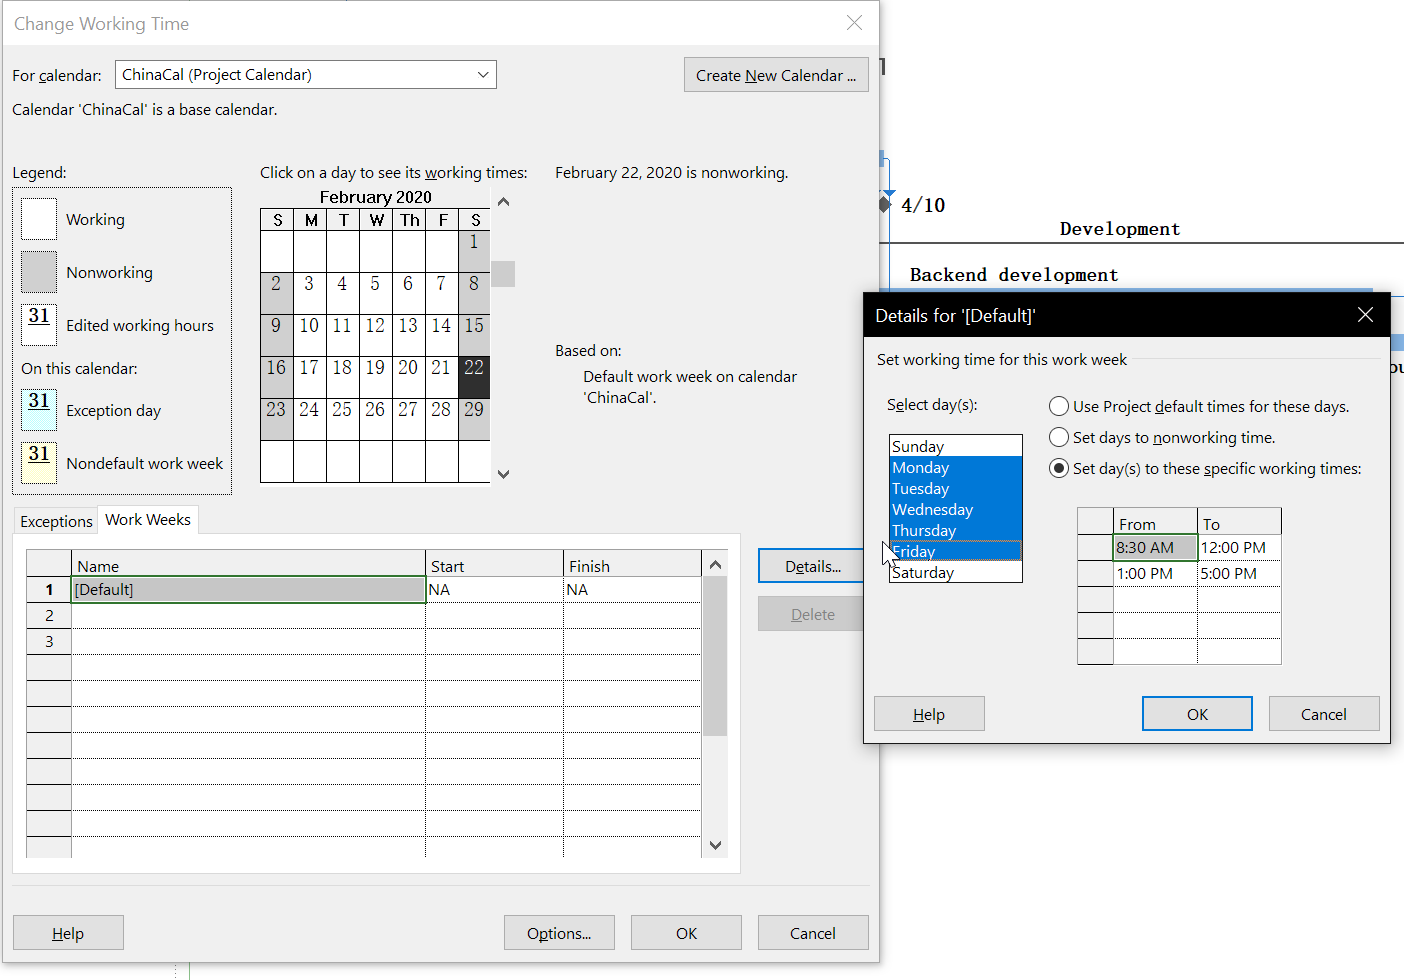 Change Working Time
For calendar: ChinaCal (Project Calendar) Create New Calendar ...
Calendar 'ChinaCal' is a base calendar.
Legend:
Working
Nonworking
31 Edited working hours
On this calendar:
31 Exception day
31 Nondefault work week
Click on a day to see its working times:
February 2020
S M T W Th F S
1
2 3 4 5 6 7 8
9 10 11 12 13 14 15
16 17 18 19 20 21 22
23 24 25 26 27 28 29
February 22, 2020 is nonworking.
Based on:
Default work week on calendar
'ChinaCal'.
Exceptions Work Weeks
Name Start Finish
1 [Default] NA NA
2
3
Details...
Delete
Help Options... OK Cancel
4/10
Development
Backend development
Details for '[Default]'
Set working time for this work week
Select day(s):
Sunday
Monday
Tuesday
Wednesday
Thursday
Friday
Saturday
Use Project default times for these days.
Set days to nonworking time.
Set day(s) to these specific working times:
From To
8:30 AM 12:00 PM
1:00 PM 5:00 PM
Help OK Cancel